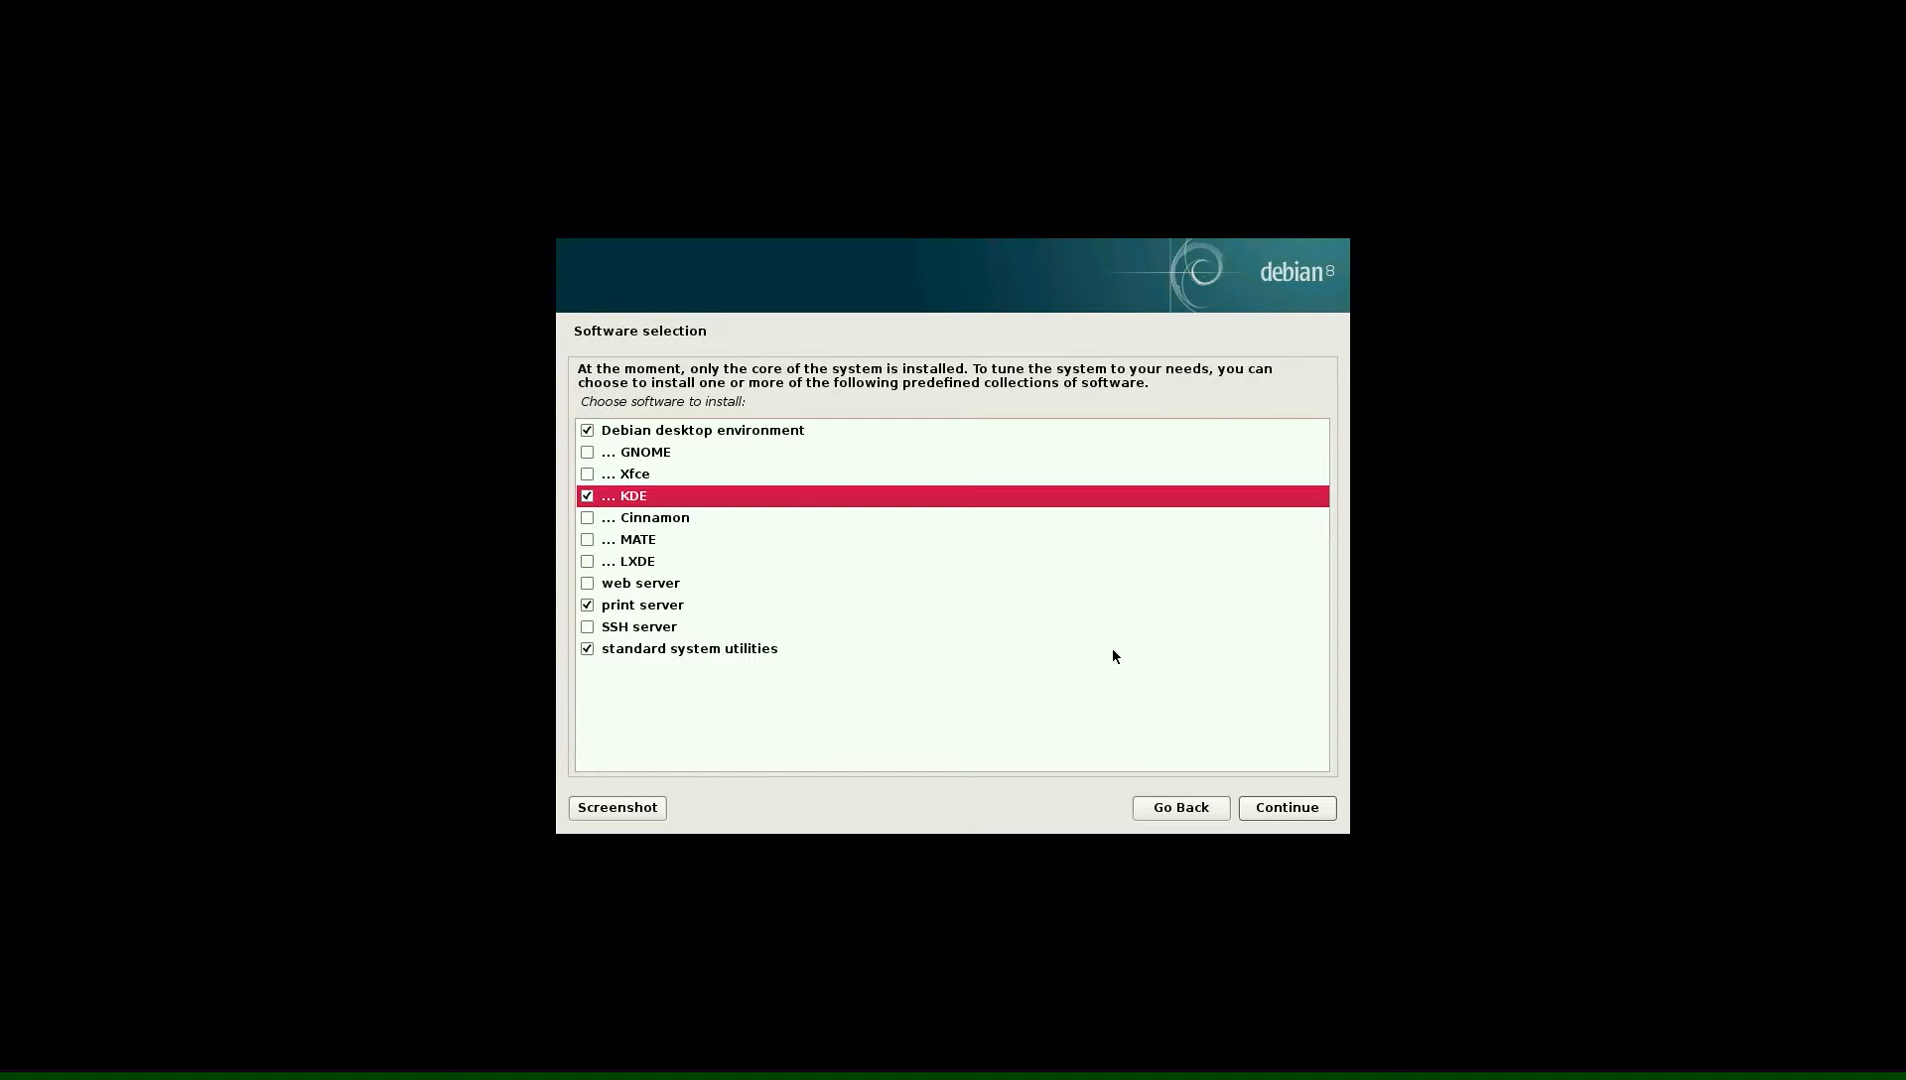 debian 8
Software selection
At the moment, only the core of the system is installed. To tune the system to your needs, you can
choose to install one or more of the following predefined collections of software.
Choose software to install:
Debian desktop environment
... GNOME
... Xfce
... KDE
... Cinnamon
... MATE
... LXDE
web server
print server
SSH server
standard system utilities
Screenshot
Go Back
Continue